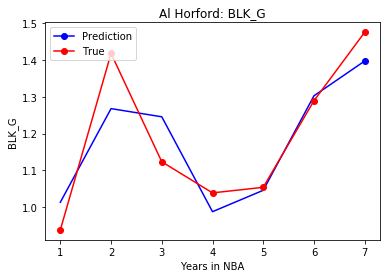 Al Horford: BLK_G
Prediction
True
BLK_G
1.5
1.4
1.3
1.2
1.1
1.0
1 2 3 4 5 6 7
Years in NBA